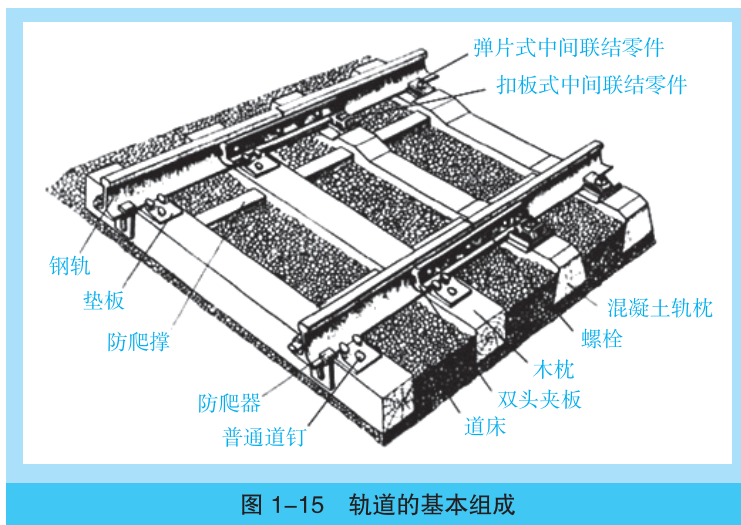 弹片式中间联结零件
扣板式中间联结零件
钢轨
垫板
防爬撑
防爬器
普通道钉
混凝土轨枕
螺栓
木枕
双头夹板
道床
图 1-15 轨道的基本组成